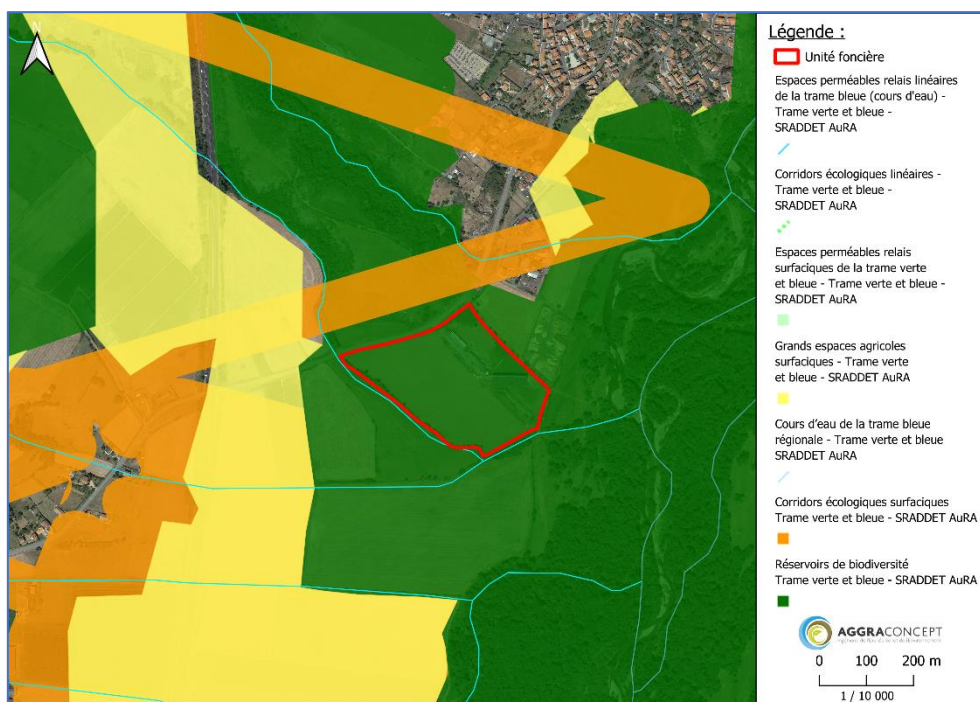 N
Légende :
Unité foncière
Espaces perméables relais linéaires
de la trame bleue (cours d'eau) -
Trame verte et bleue -
SRADDET AuRA
Corridors écologiques linéaires -
Trame verte et bleue -
SRADDET AuRA
Espaces perméables relais
surfaciques de la trame verte
et bleue - Trame verte et bleue -
SRADDET AuRA
Grands espaces agricoles
surfaciques - Trame verte
et bleue - SRADDET AuRA
Cours d'eau de la trame bleue
régionale - Trame verte et bleue
SRADDET AuRA
Corridors écologiques surfaciques
Trame verte et bleue - SRADDET AuRA
Réservoirs de biodiversité
Trame verte et bleue - SRADDET AuRA
AGGRACONCEPT
0 100 200 m
1 / 10 000